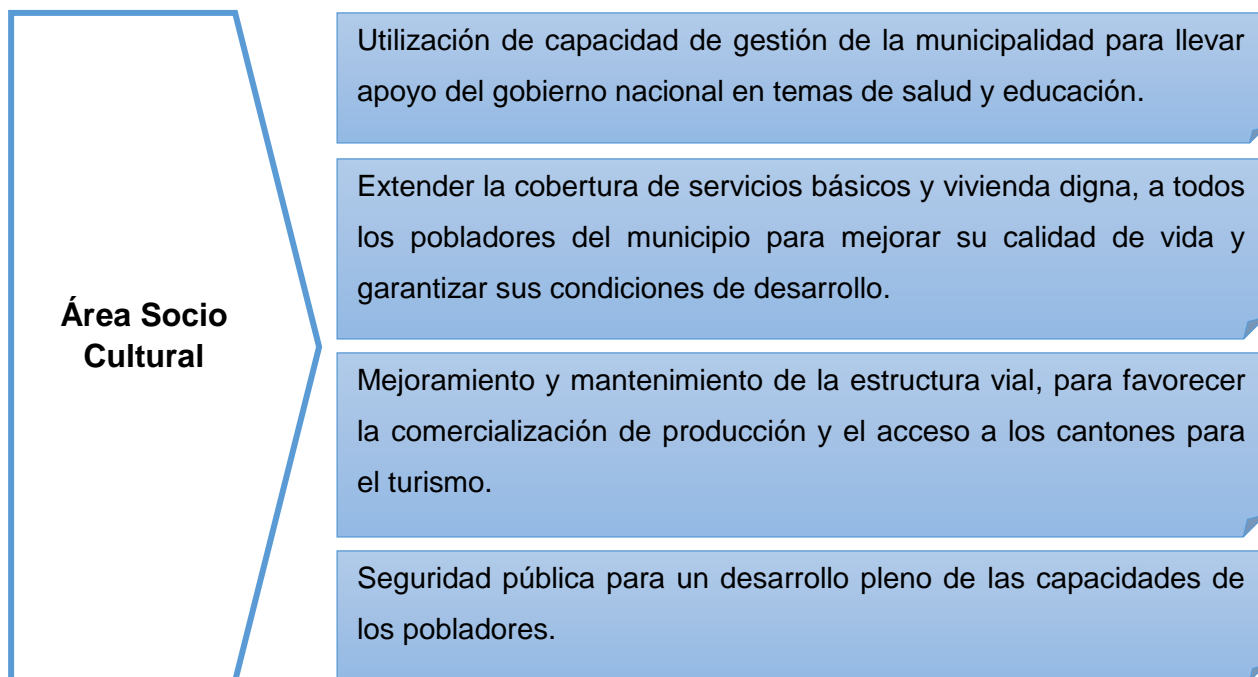 Área Socio
Cultural
Utilización de capacidad de gestión de la municipalidad para llevar
apoyo del gobierno nacional en temas de salud y educación.
Extender la cobertura de servicios básicos y vivienda digna, a todos
los pobladores del municipio para mejorar su calidad de vida y
garantizar sus condiciones de desarrollo.
Mejoramiento y mantenimiento de la estructura vial, para favorecer
la comercialización de producción y el acceso a los cantones para
el turismo.
Seguridad pública para un desarrollo pleno de las capacidades de
los pobladores.